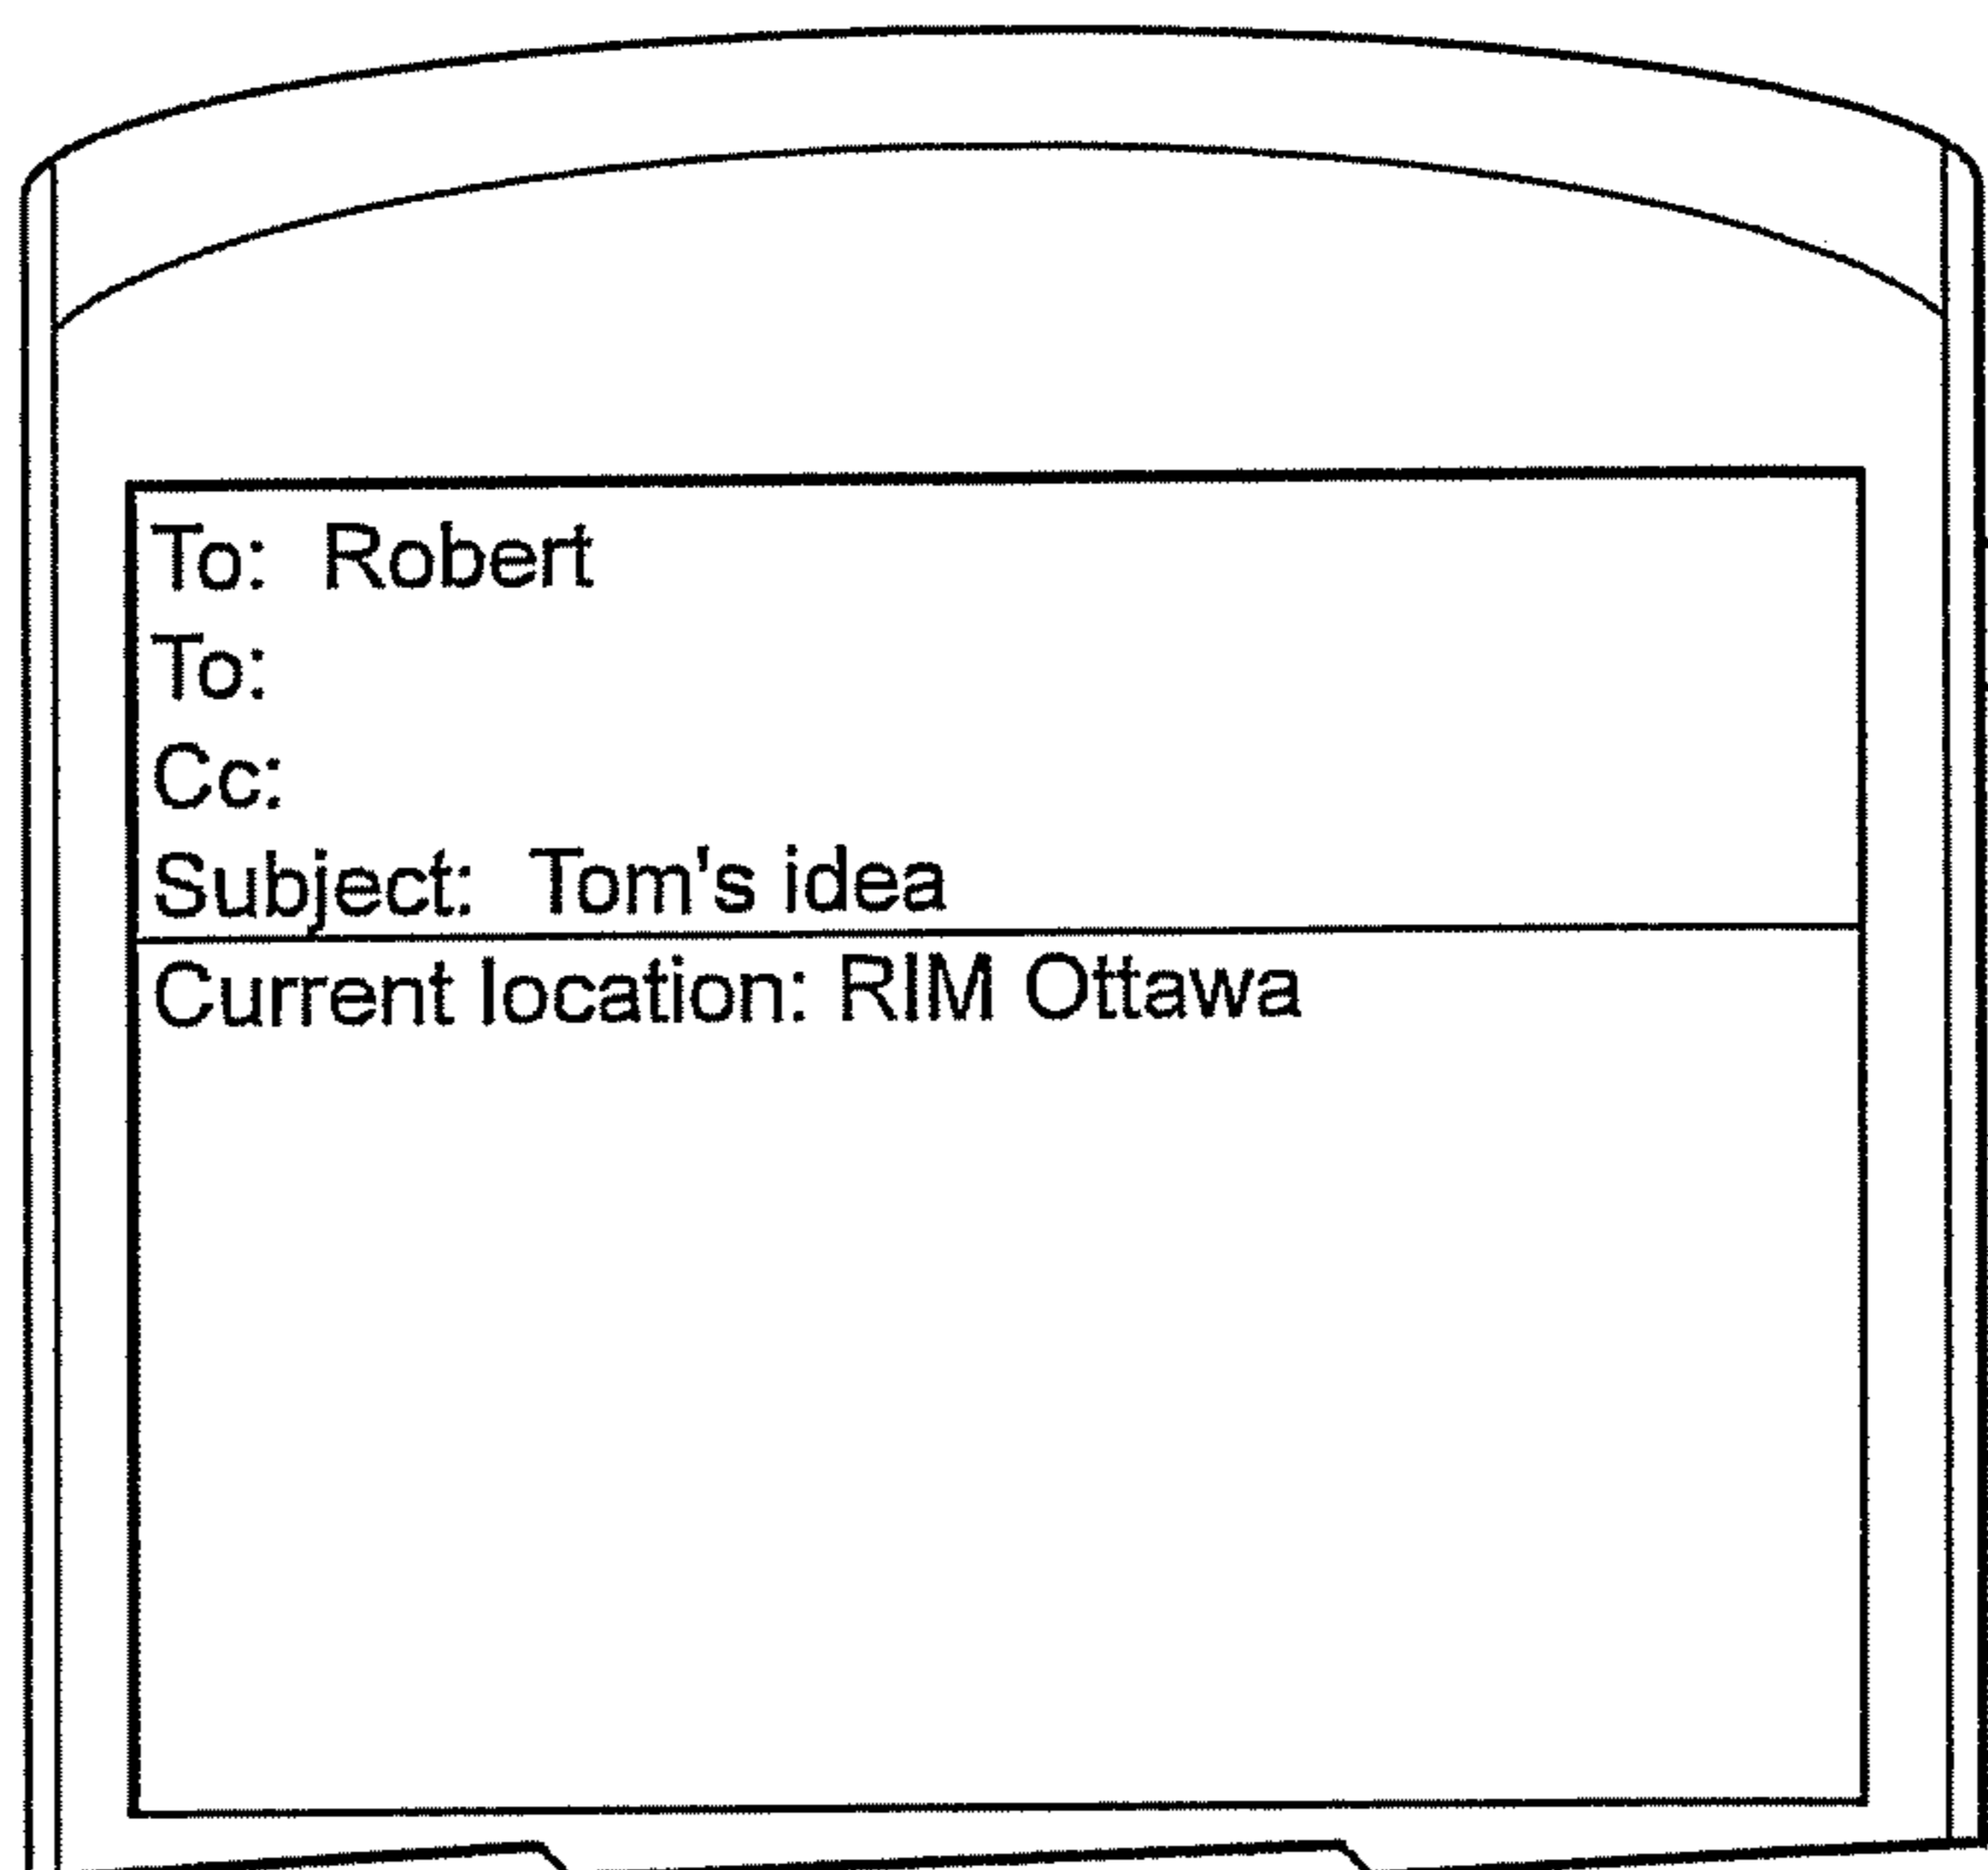 To: Robert
To:
Cc:
Subject: Tom's idea
Current location: RIM Ottawa